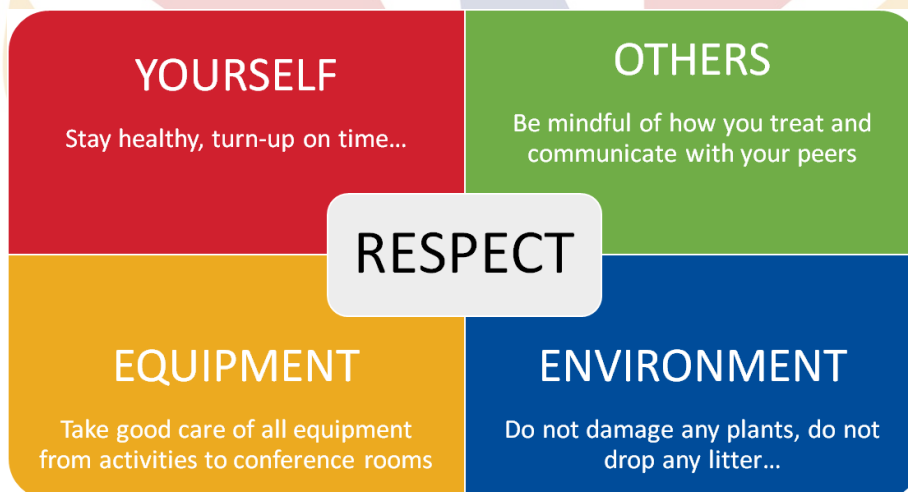 YOURSELF
Stay healthy, turn-up on time...
OTHERS
Be mindful of how you treat and
communicate with your peers
RESPECT
EQUIPMENT
Take good care of all equipment
from activities to conference rooms
ENVIRONMENT
Do not damage any plants, do not
drop any litter...